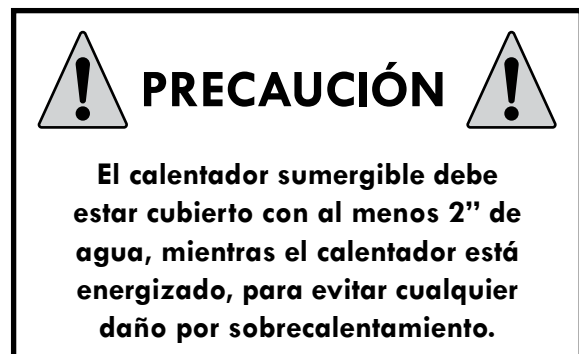 PRECAUCIÓN
El calentador sumergible debe
estar cubierto con al menos 2” de
agua, mientras el calentador está
energizado, para evitar cualquier
daño por sobrecalentamiento.